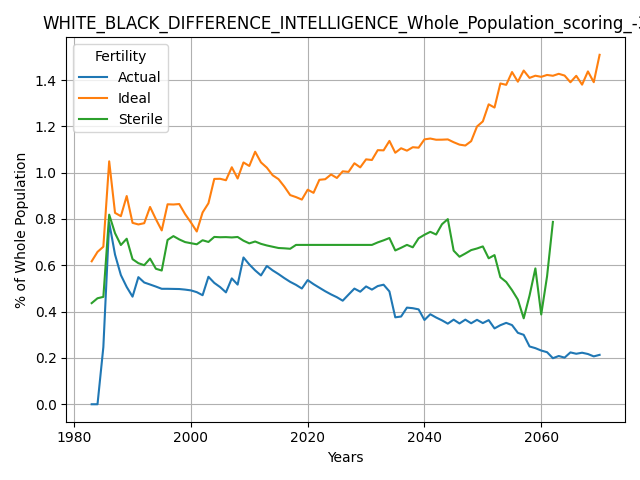 WHITE_BLACK_DIFFERENCE_INTELLIGENCE_Whole_Population_scoring_-
Fertility
Actual
Ideal
Sterile
% of Whole Population
1.4
1.2
1.0
0.8
0.6
0.4
0.2
0.0
1980
2000
2020
2040
2060
Years